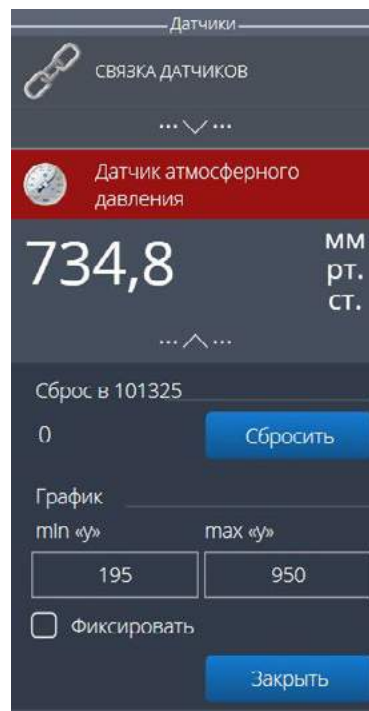 Датчики
СВЯЗКА ДАТЧИКОВ
Датчик атмосферного
давления
734,8
мм
рт.
ст.
Сброс в 101325
0
Сбросить
График
min «y»
max «y»
195
950
Фиксировать
Закрыть